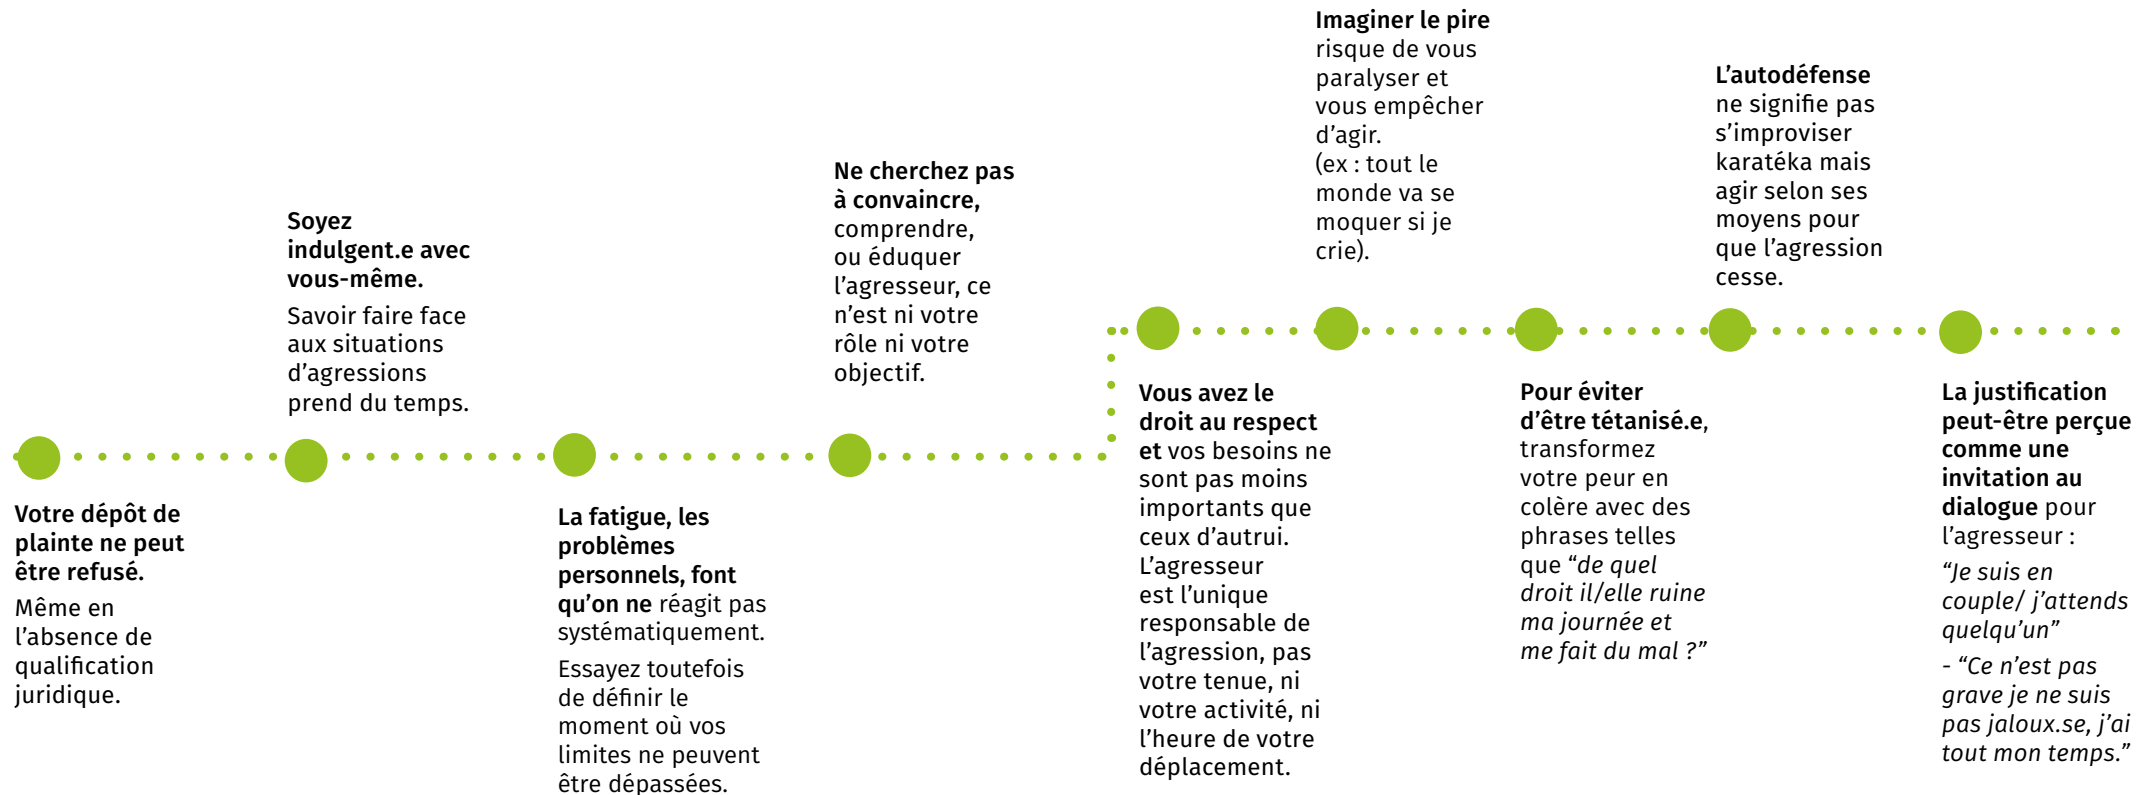 Votre dépôt de
plainte ne peut
être refusé.
Même en
l’absence de
qualification
juridique.
Soyez
indulgent.e avec
vous-même.
Savoir faire face
aux situations
d’agressions
prend du temps.
La fatigue, les
problèmes
personnels, font
qu’on ne réagit pas
systématiquement.
Essayez toutefois
de définir le
moment où vos
limites ne peuvent
être dépassées.
Ne cherchez pas
à convaincre,
comprendre,
ou éduquer
l’agresseur, ce
n’est ni votre
rôle ni votre
objectif.
Vous avez le
droit au respect
et vos besoins ne
sont pas moins
importants que
ceux d’autrui.
L’agresseur
est l’unique
responsable de
l’agression, pas
votre tenue, ni
votre activité, ni
l’heure de votre
déplacement.
Imaginer le pire
risque de vous
paralyser et
vous empêcher
d’agir.
(ex : tout le
monde va se
moquer si je
crie).
Pour éviter
d’être tétanisé.e,
transformez
votre peur en
colère avec des
phrases telles
que “de quel
droit il/elle ruine
ma journée et
me fait du mal ?”
L’autodéfense
ne signifie pas
s’improviser
karatéka mais
agir selon ses
moyens pour
que l’agression
cesse.
La justification
peut-être perçue
comme une
invitation au
dialogue pour
l’agresseur :
“Je suis en
couple/ j’attends
quelqu’un”
- “Ce n’est pas
grave je ne suis
pas jaloux.se, j’ai
tout mon temps.”